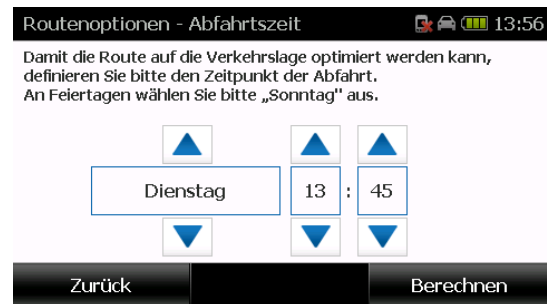 Routenoptionen - Abfahrtszeit 13:56
Damit die Route auf die Verkehrslage optimiert werden kann,
definieren Sie bitte den Zeitpunkt der Abfahrt.
An Feiertagen wählen Sie bitte „Sonntag" aus.
Dienstag 13 : 45
Zurück Berechnen